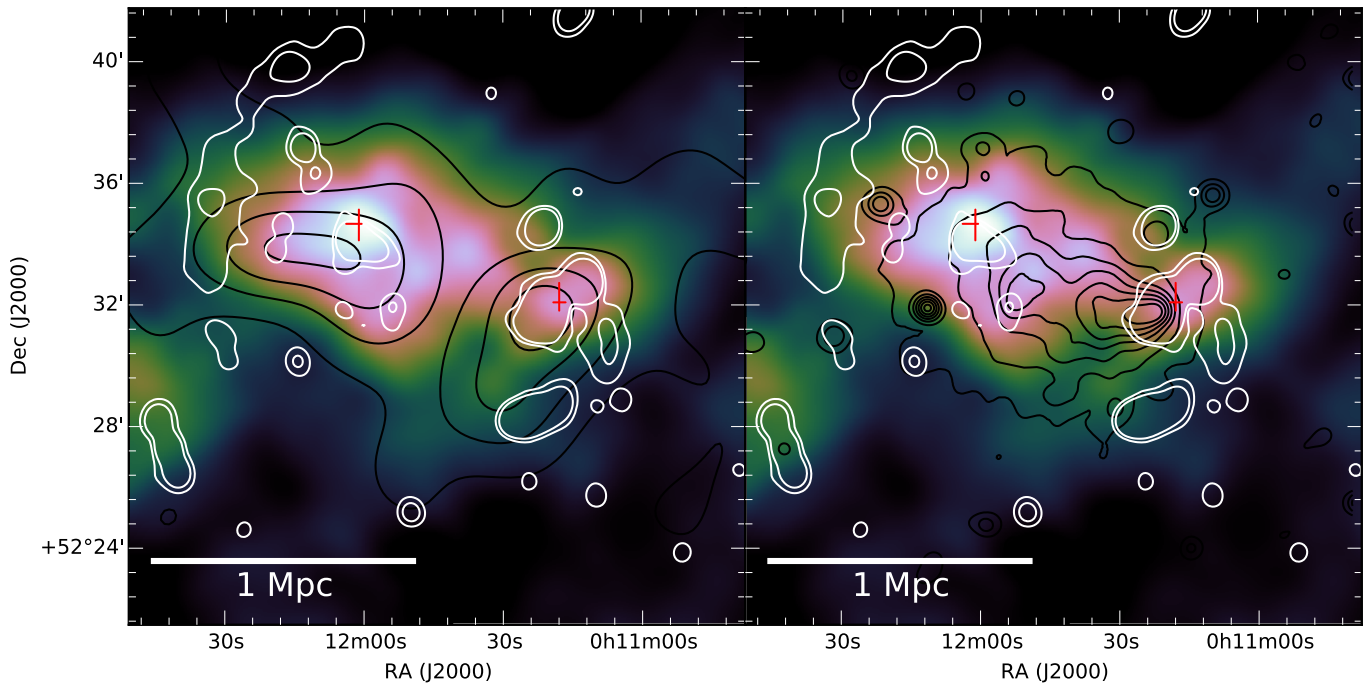 40'
36'
32'
28'
+52°24'
Dec (J2000)
1 Mpc
1 Mpc
30s
12m00s
30s
0h11m00s
30s
12m00s
30s
0h11m00s
RA (J2000)
RA (J2000)